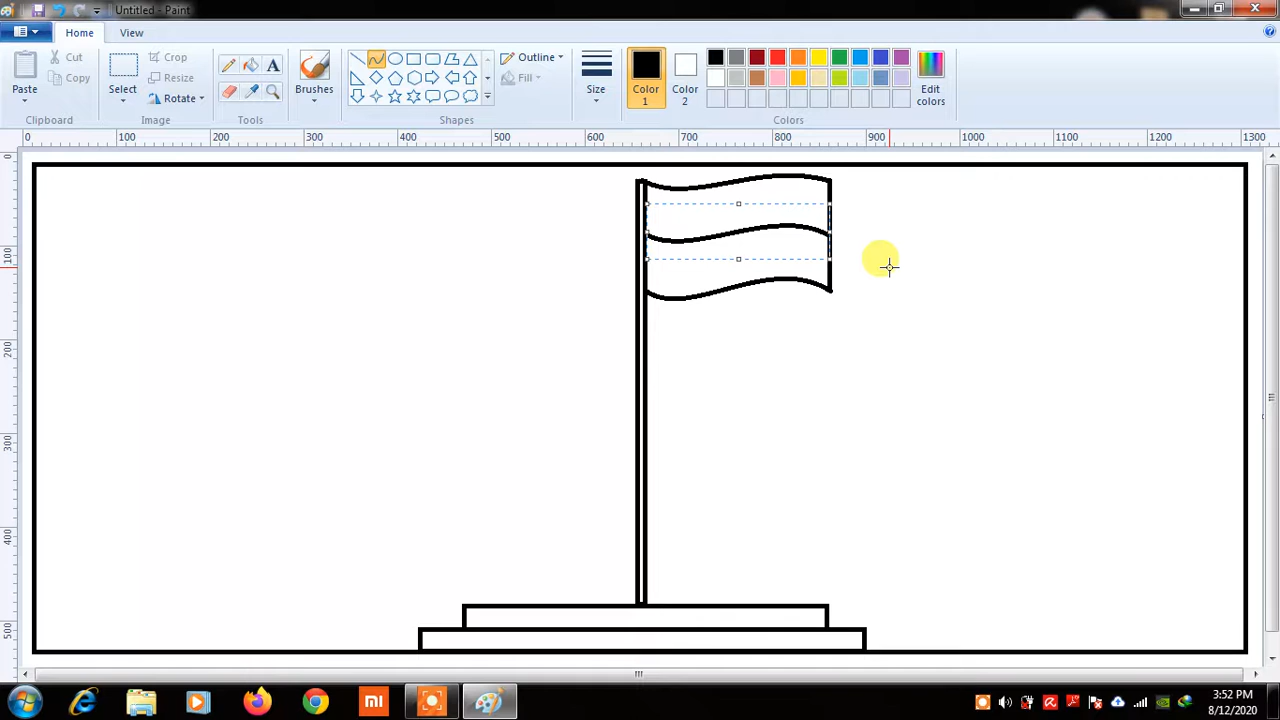 Untitled - Paint
Home View
Paste
Cut
Copy
Clipboard
Select
Crop
Resize
Rotate
Image
A
Tools
Brushes
Shapes
Outline
Fill
Size
Color 1
Color 2
Colors
Edit colors
0 100 200 300 400 500 600 700 800 900 1000 1100 1200 1300
0
100
200
300
400
500
mi
3:52 PM
8/12/2020